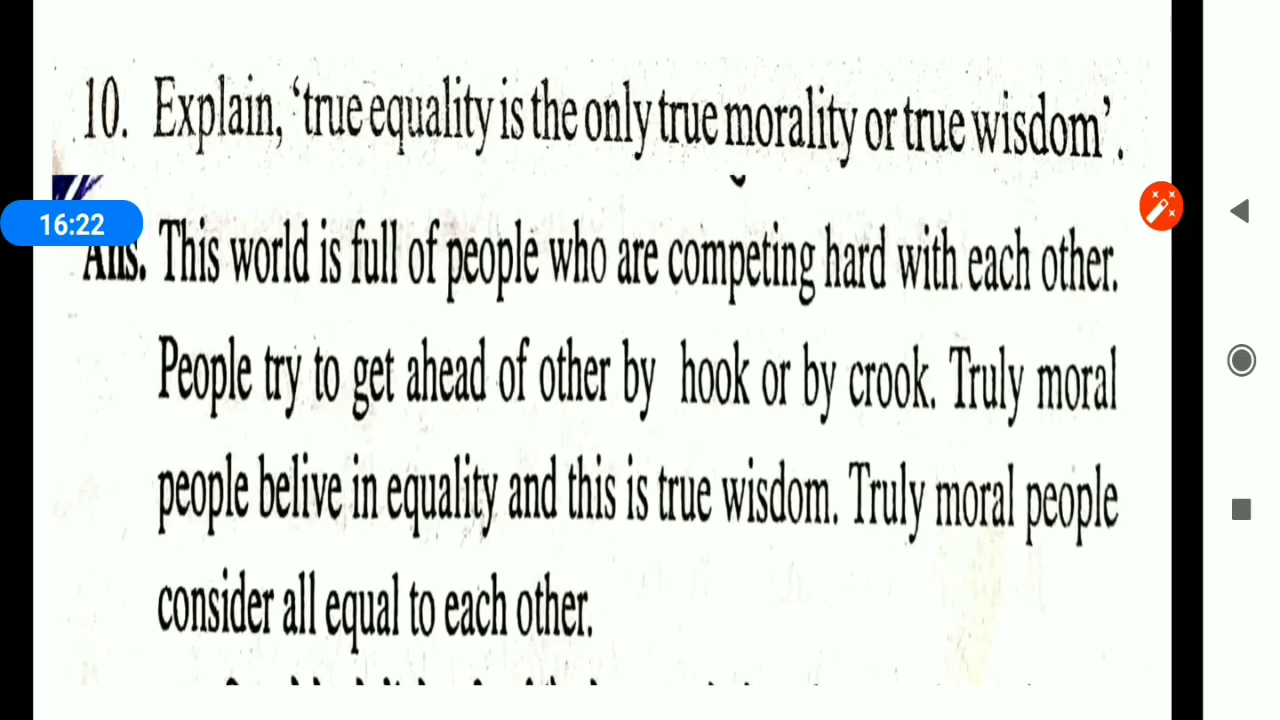 10. Explain, ‘true equality is the only true morality or true wisdom’.
16:22
Ans. This world is full of people who are competing hard with each other.
People try to get ahead of other by hook or by crook. Truly moral
people belive in equality and this is true wisdom. Truly moral people
consider all equal to each other.